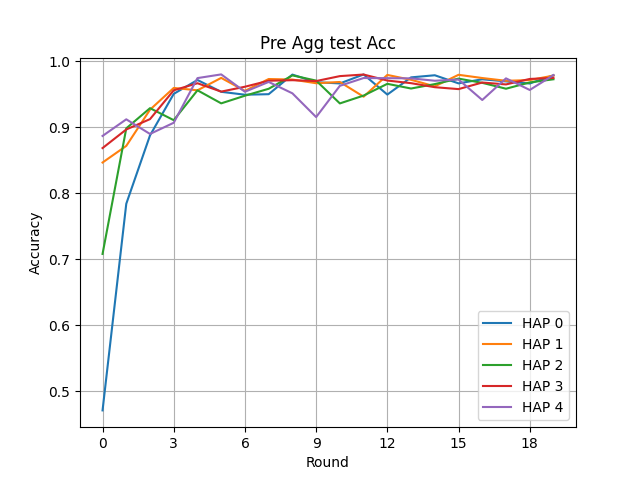 Pre Agg test Acc
1.0
0.9
0.8
0.7
0.6
0.5
Accuracy
0 3 6 9 12 15 18
Round
HAP 0
HAP 1
HAP 2
HAP 3
HAP 4